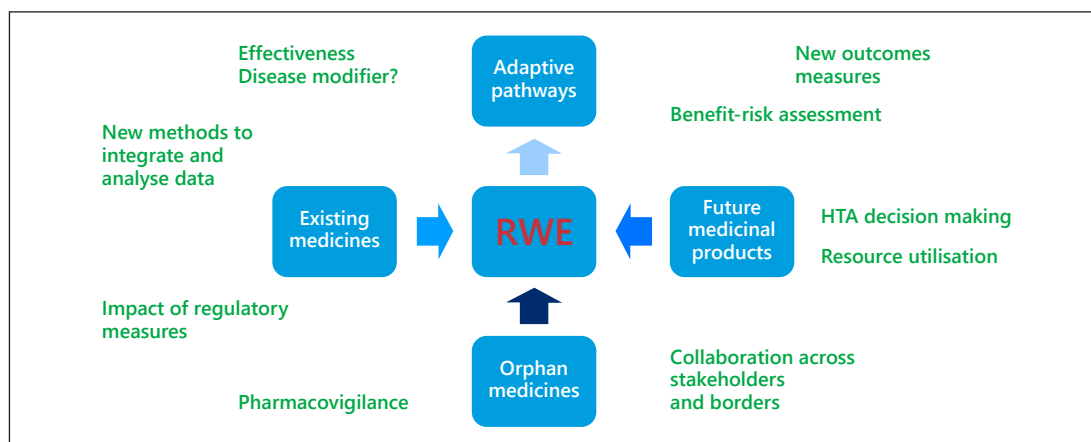 Effectiveness
Disease modifier?
Adaptive
pathways
New outcomes
measures
Benefit-risk assessment
New methods to
integrate and
analyse data
Existing
medicines
RWE
Future
medicinal
products
HTA decision making
Resource utilisation
Impact of regulatory
measures
Orphan
medicines
Collaboration across
stakeholders
and borders
Pharmacovigilance